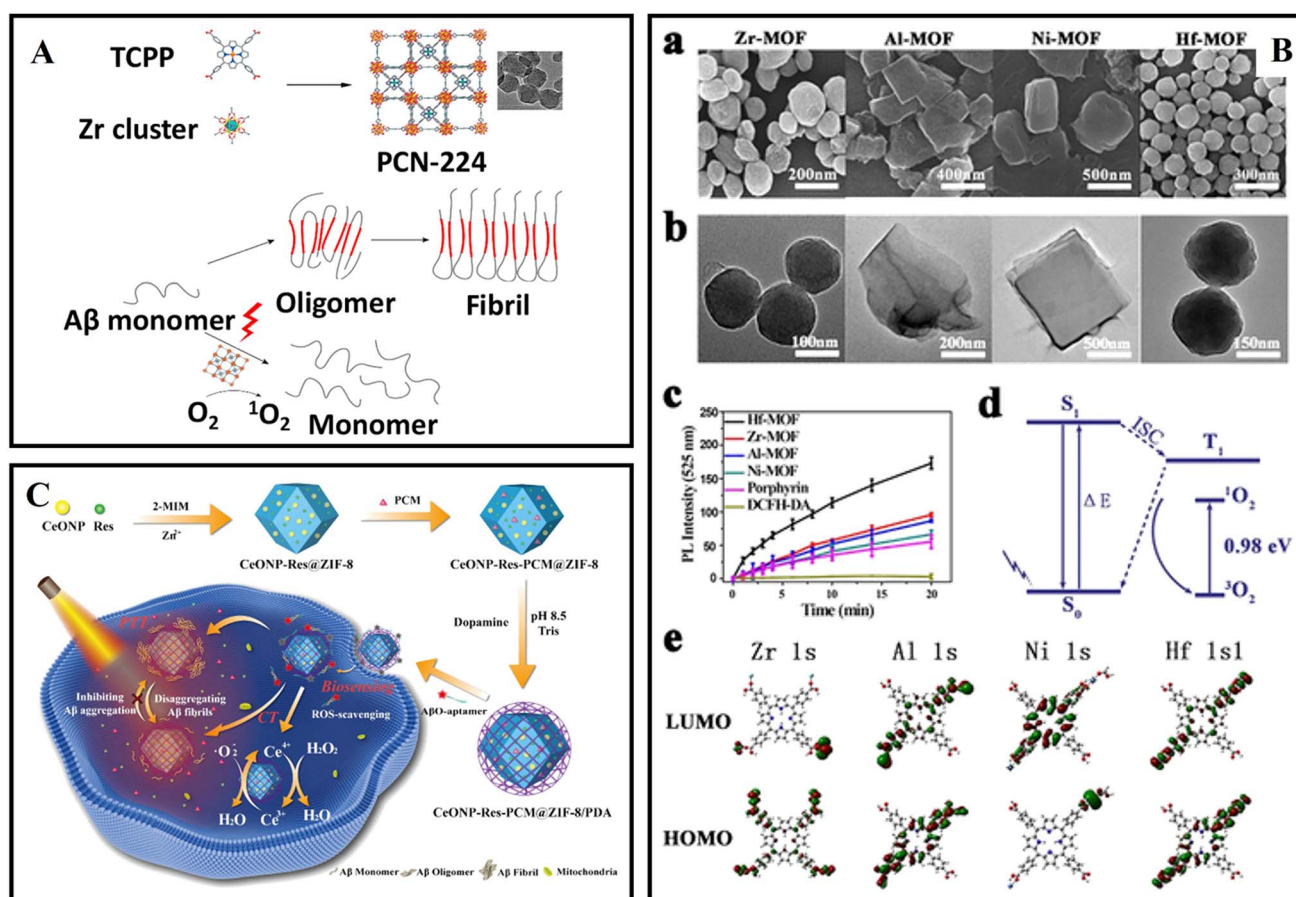 A
TCPP
Zr cluster
PCN-224
Aβ monomer
Oligomer
Fibril
O2
1O2
Monomer
B
a
Zr-MOF
Al-MOF
Ni-MOF
Hf-MOF
200nm
400nm
500nm
300nm
b
100nm
200nm
500nm
150nm
c
PL Intensity (525 nm)
250
200
150
100
50
0
Hf-MOF
Zr-MOF
Al-MOF
Ni-MOF
Porphyrin
DCFH-DA
0
5
10
15
20
Time (min)
d
S1
ISC
T1
ΔE
1O2
0.98 eV
3O2
S0
e
Zr 1s
Al 1s
Ni 1s
Hf 1s1
LUMO
HOMO
C
CeONP
Res
2-MIM
Zn2+
CeONP-Res@ZIF-8
PCM
CeONP-Res-PCM@ZIF-8
Dopamine
pH 8.5
Tris
AβO-aptamer
CeONP-Res-PCM@ZIF-8/PDA
PTT
Inhibiting
Aβ aggregation
Disaggregating
Aβ fibrils
Biosensing
CT
ROS-scavenging
·O2-
Ce4+
H2O2
H2O
Ce3+
H2O
Aβ Monomer
Aβ Oligomer
Aβ Fibril
Mitochondria